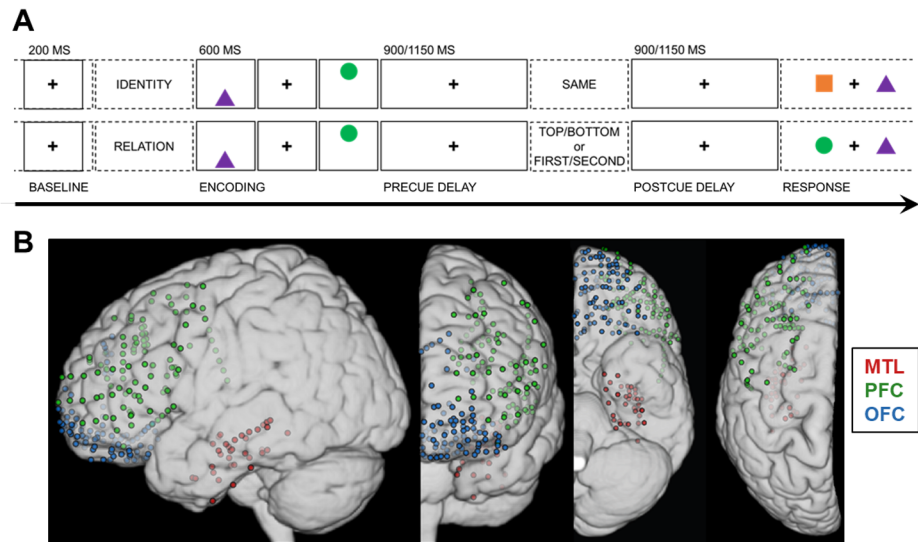 A
200 MS 600 MS 900/1150 MS 900/1150 MS
+ IDENTITY + + SAME + +
+ RELATION + + TOP/BOTTOM
or
FIRST/SECOND + +
BASELINE ENCODING PRECUE DELAY POSTCUE DELAY RESPONSE
B
MTL
PFC
OFC